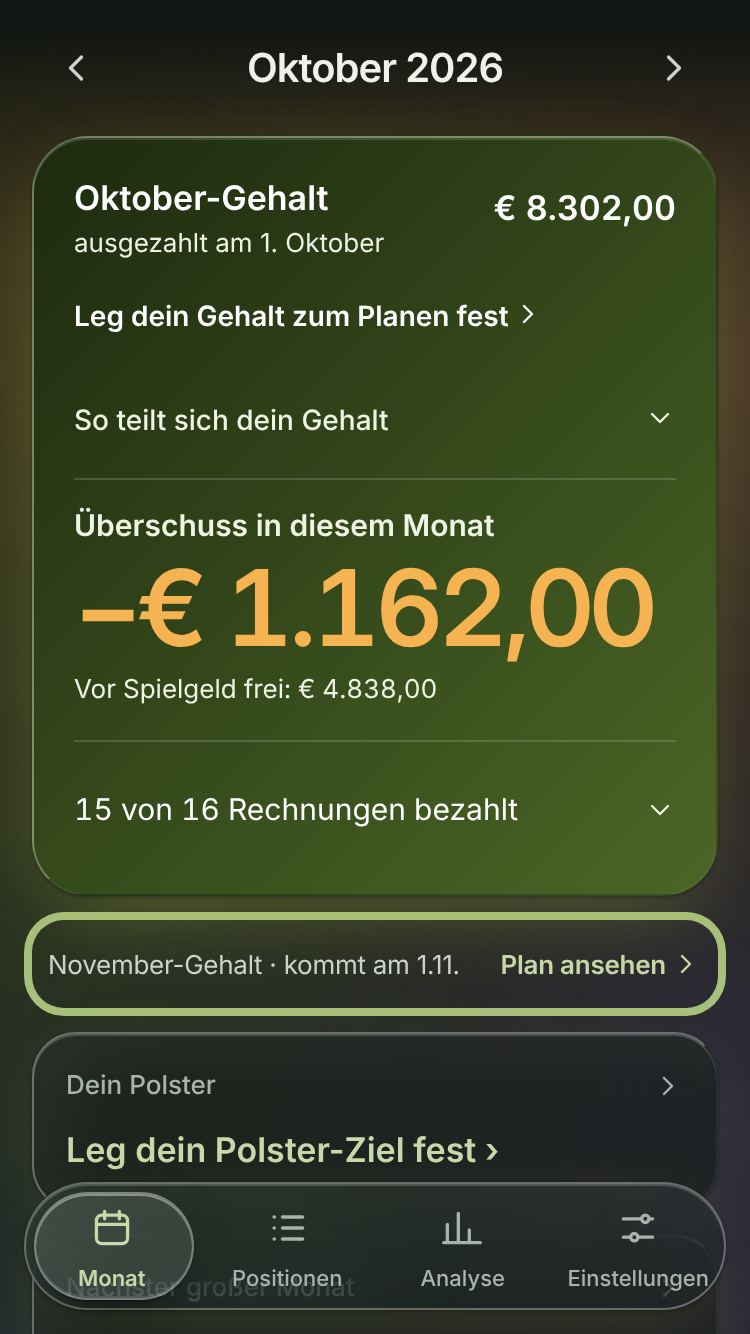 Oktober 2026
Oktober-Gehalt
€ 8.302,00
ausgezahlt am 1. Oktober
Leg dein Gehalt zum Planen fest
So teilt sich dein Gehalt
Überschuss in diesem Monat
–€ 1.162,00
Vor Spielgeld frei: € 4.838,00
15 von 16 Rechnungen bezahlt
November-Gehalt · kommt am 1.11. Plan ansehen
Dein Polster
Leg dein Polster-Ziel fest ›
Nächster großer Monat
Monat Positionen Analyse Einstellungen